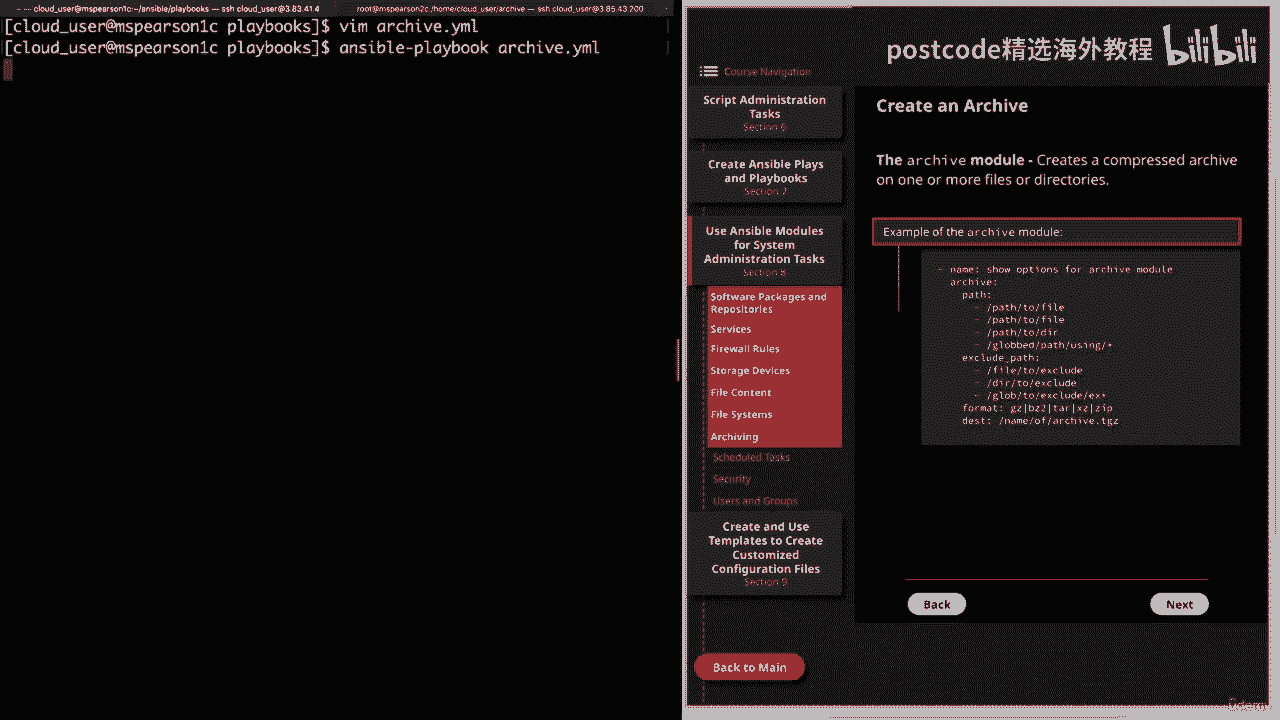 cloud_user@mspearson1c:~/ansible/playbooks — ssh cloud_user@3.83.41.4
root@mspearson2c:/home/cloud_user/archive — ssh cloud_user@3.85.43.200
[cloud_user@mspearson1c playbooks]$ vim archive.yml
[cloud_user@mspearson1c playbooks]$ ansible-playbook archive.yml
postcode精选海外教程 bilibili
Course Navigation
Script Administration
Tasks
Section 6
Create Ansible Plays
and Playbooks
Section 7
Use Ansible Modules
for System
Administration Tasks
Section 8
Software Packages and
Repositories
Services
Firewall Rules
Storage Devices
File Content
File Systems
Archiving
Scheduled Tasks
Security
Users and Groups
Create and Use
Templates to Create
Customized
Configuration Files
Section 9
Back to Main
Create an Archive
The archive module - Creates a compressed archive
on one or more files or directories.
Example of the archive module:
- name: show options for archive module
archive:
path:
- /path/to/file
- /path/to/file
- /path/to/dir
- /globbed/path/using/*
exclude_path:
- /file/to/exclude
- /dir/to/exclude
- /glob/to/exclude/ex*
format: gz|bz2|tar|xz|zip
dest: /name/of/archive.tgz
Back
Next
Udemy